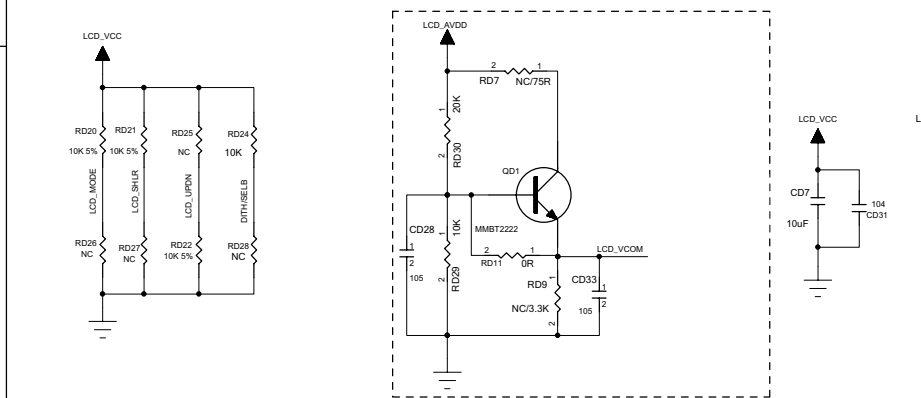 LCD_VCC
RD20
10K 5%
RD21
10K 5%
RD25
NC
RD24
10K
LCD_MODE
LCD_SHLR
LCD_UPDN
DITH/SELB
RD26
NC
RD27
NC
RD22
10K 5%
RD28
NC
LCD_AVDD
2
1
RD7
NC/75R
1
20K
2
RD30
QD1
MMBT2222
CD28
1
2
105
1
10K
2
RD29
2
1
RD11
0R
LCD_VCOM
RD9
1
NC/3.3K
2
CD33
1
2
105
LCD_VCC
CD7
10uF
104
CD31
L